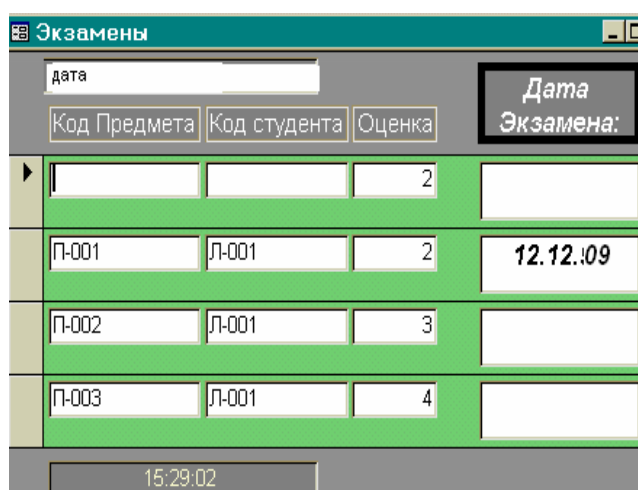 Экзамены
дата
Дата
Экзамена:
Код Предмета Код студента Оценка
2
П-001 Л-001 2 12.12.09
П-002 Л-001 3
П-003 Л-001 4
15:29:02